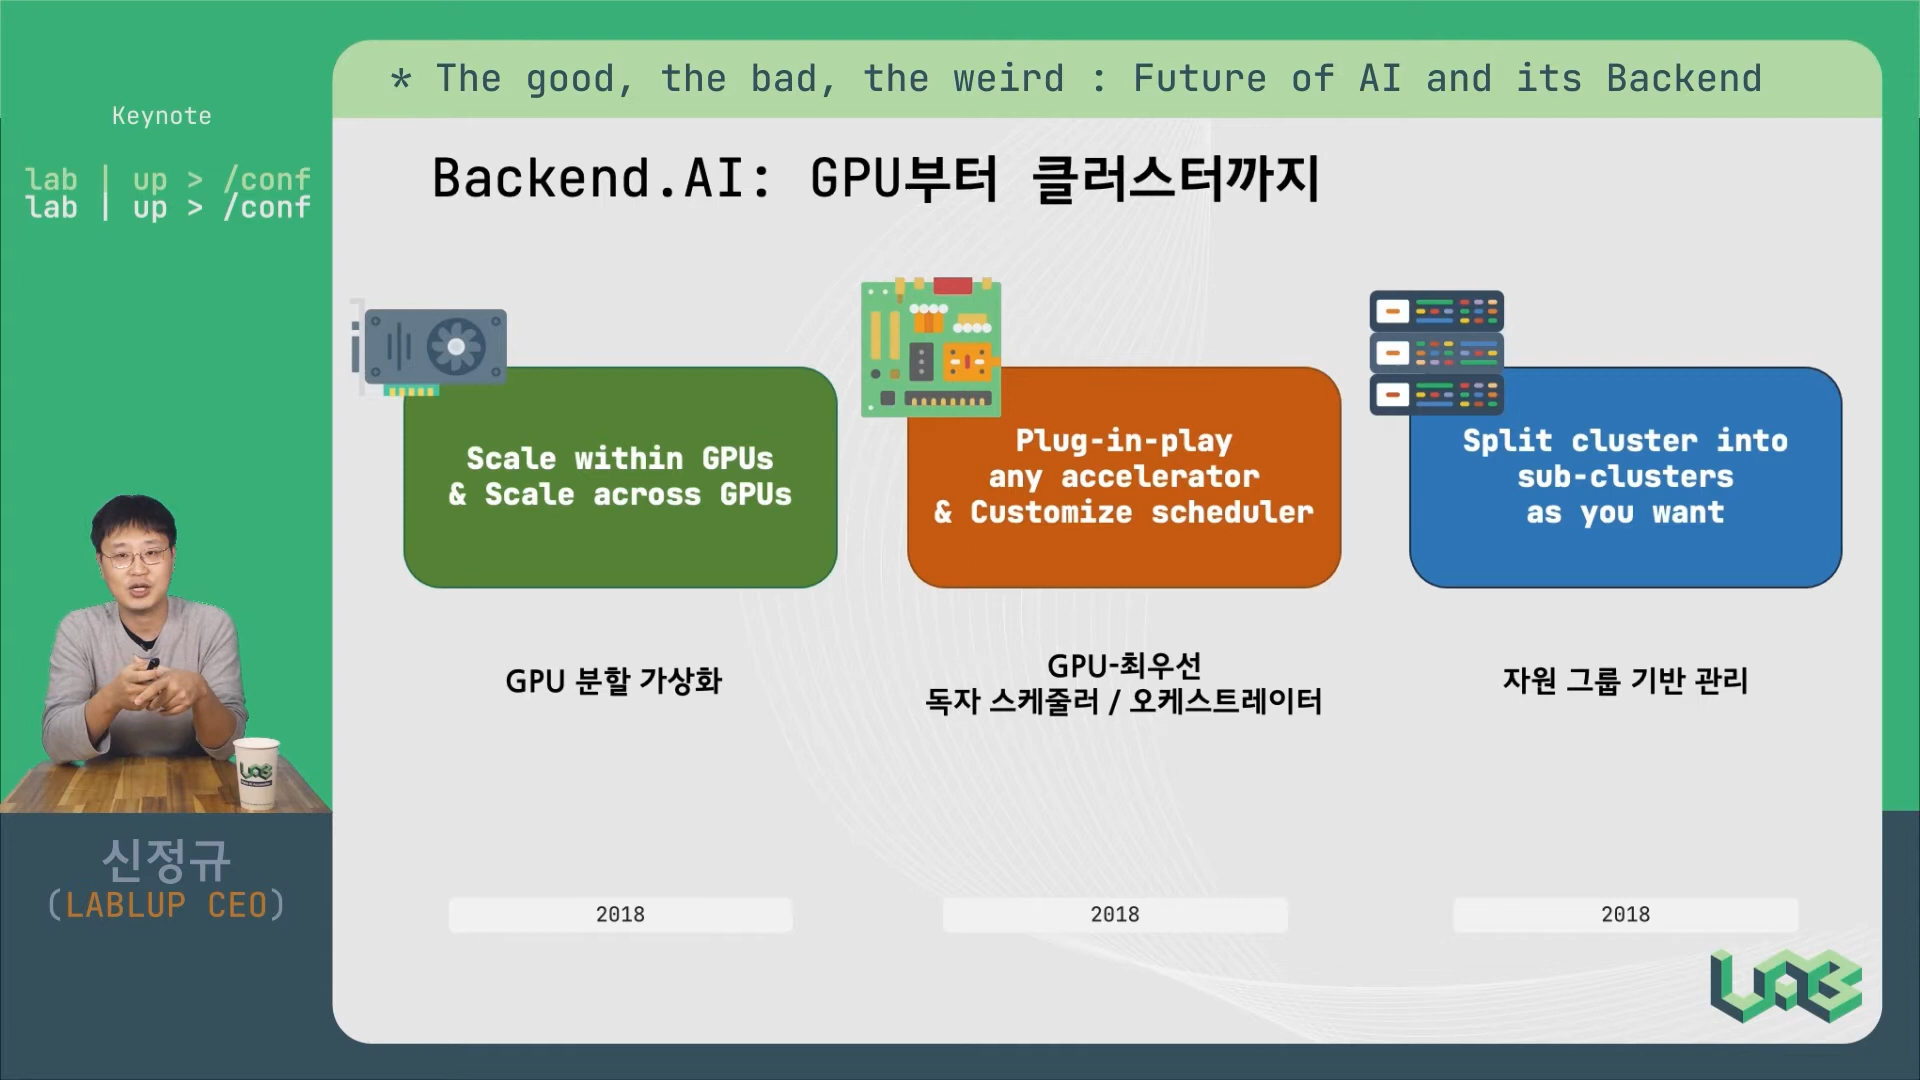 * The good, the bad, the weird : Future of AI and its Backend
Keynote
lab | up > /conf
lab | up > /conf
Backend.AI: GPU부터 클러스터까지
Scale within GPUs
& Scale across GPUs
Plug-in-play
any accelerator
& Customize scheduler
Split cluster into
sub-clusters
as you want
GPU 분할 가상화
GPU-최우선
독자 스케줄러 / 오케스트레이터
자원 그룹 기반 관리
신정규
(LABLUP CEO)
2018
2018
2018
LAB
LAB